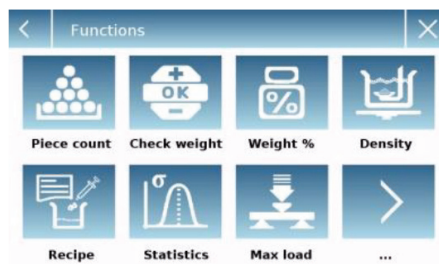 Functions
OK
%
Piece count Check weight Weight % Density
σ
Recipe Statistics Max load ...